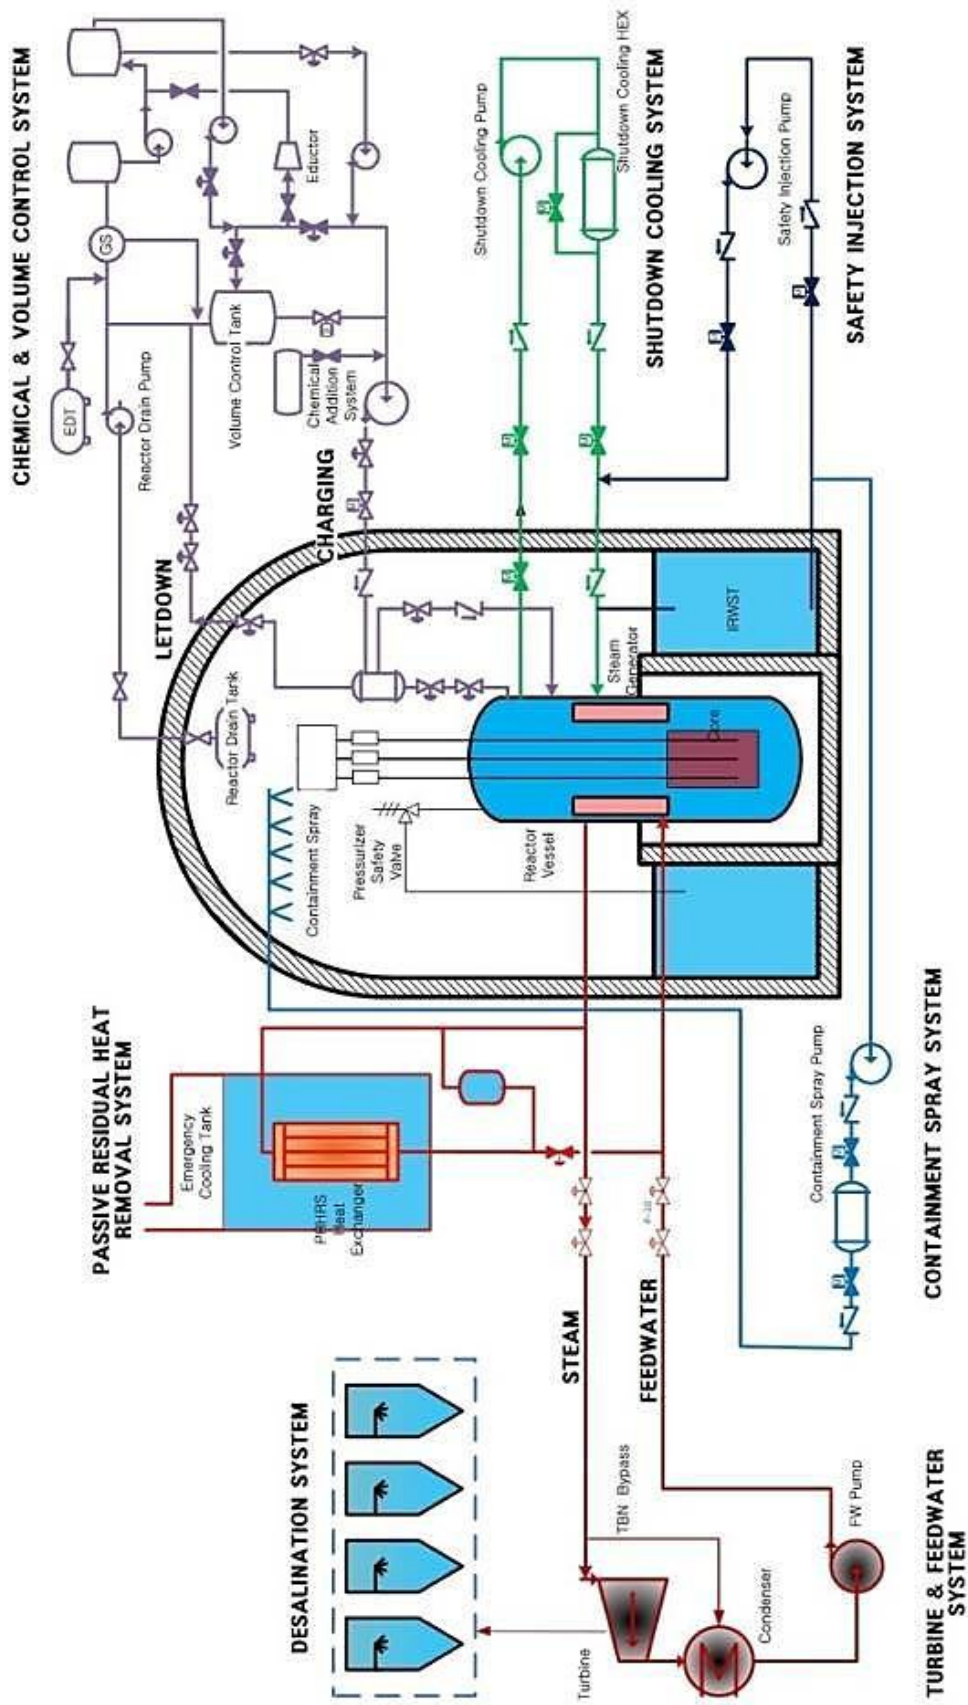 CHEMICAL & VOLUME CONTROL SYSTEM
EDT
GS
Reactor Drain Pump
Volume Control Tank
Chemical
Addition
System
Eductor
LETDOWN
CHARGING
Reactor Drain Tank
Shutdown Cooling Pump
Shutdown Cooling HEX
SHUTDOWN COOLING SYSTEM
Safety Injection Pump
SAFETY INJECTION SYSTEM
PASSIVE RESIDUAL HEAT
REMOVAL SYSTEM
Emergency
Cooling Tank
PRHRS
Heat
Exchanger
Containment Spray
Pressurizer
Safety
Valve
Reactor
Vessel
Steam
Generator
Core
IRWST
DESALINATION SYSTEM
STEAM
FEEDWATER
TBN Bypass
Turbine
Condenser
FW Pump
TURBINE & FEEDWATER
SYSTEM
Containment Spray Pump
CONTAINMENT SPRAY SYSTEM